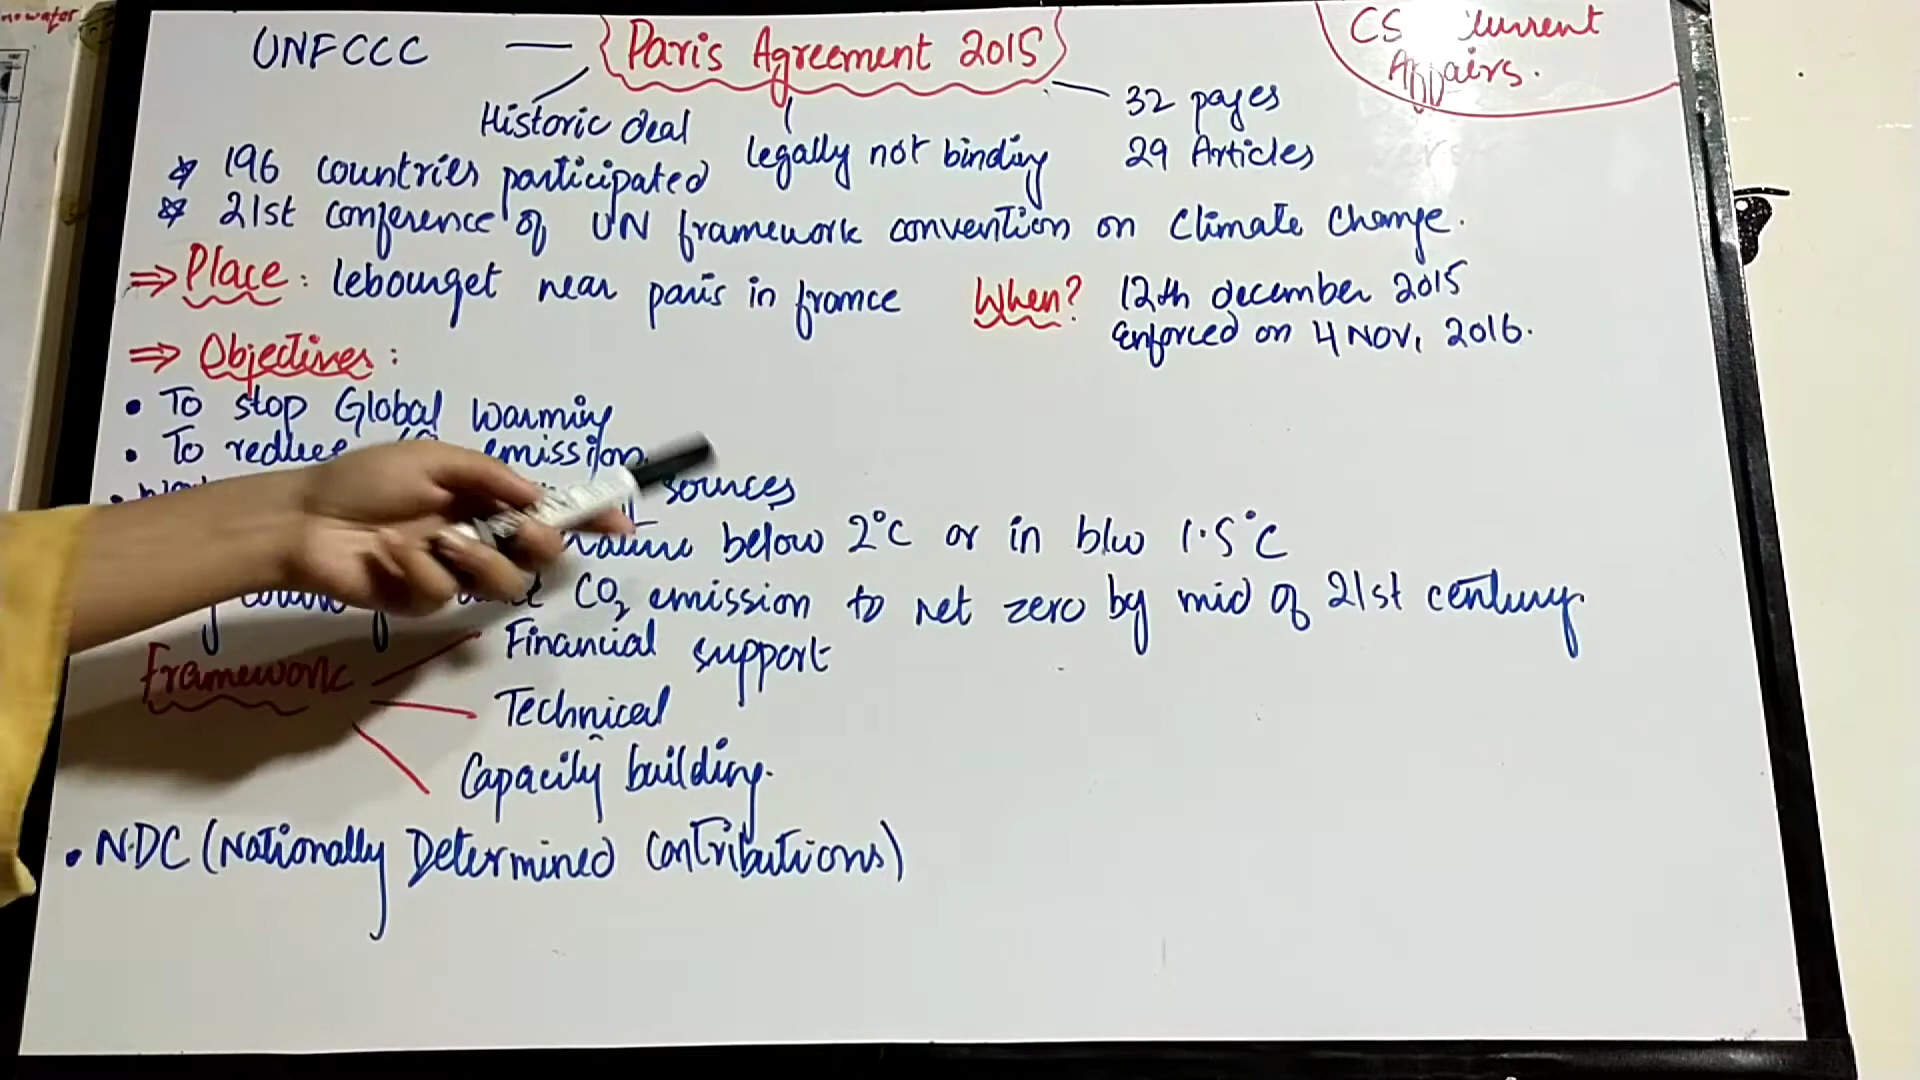 no water
UNFCCC — Paris Agreement 2015
CS Current
Affairs.
Historic deal
legally not binding
32 pages
29 Articles
196 countries participated
21st conference of UN framework convention on Climate Change.
⇒ Place : lebourget near paris in france
When? 12th december 2015
Enforced on 4 NOV, 2016.
⇒ Objectives :
• To stop Global Warming
• To reduce emission
sources
below 2°C or in b/w 1.5°C
CO2 emission to net zero by mid of 21st century
Framework
Financial support
Technical
Capacity building.
• NDC (Nationally Determined Contributions)